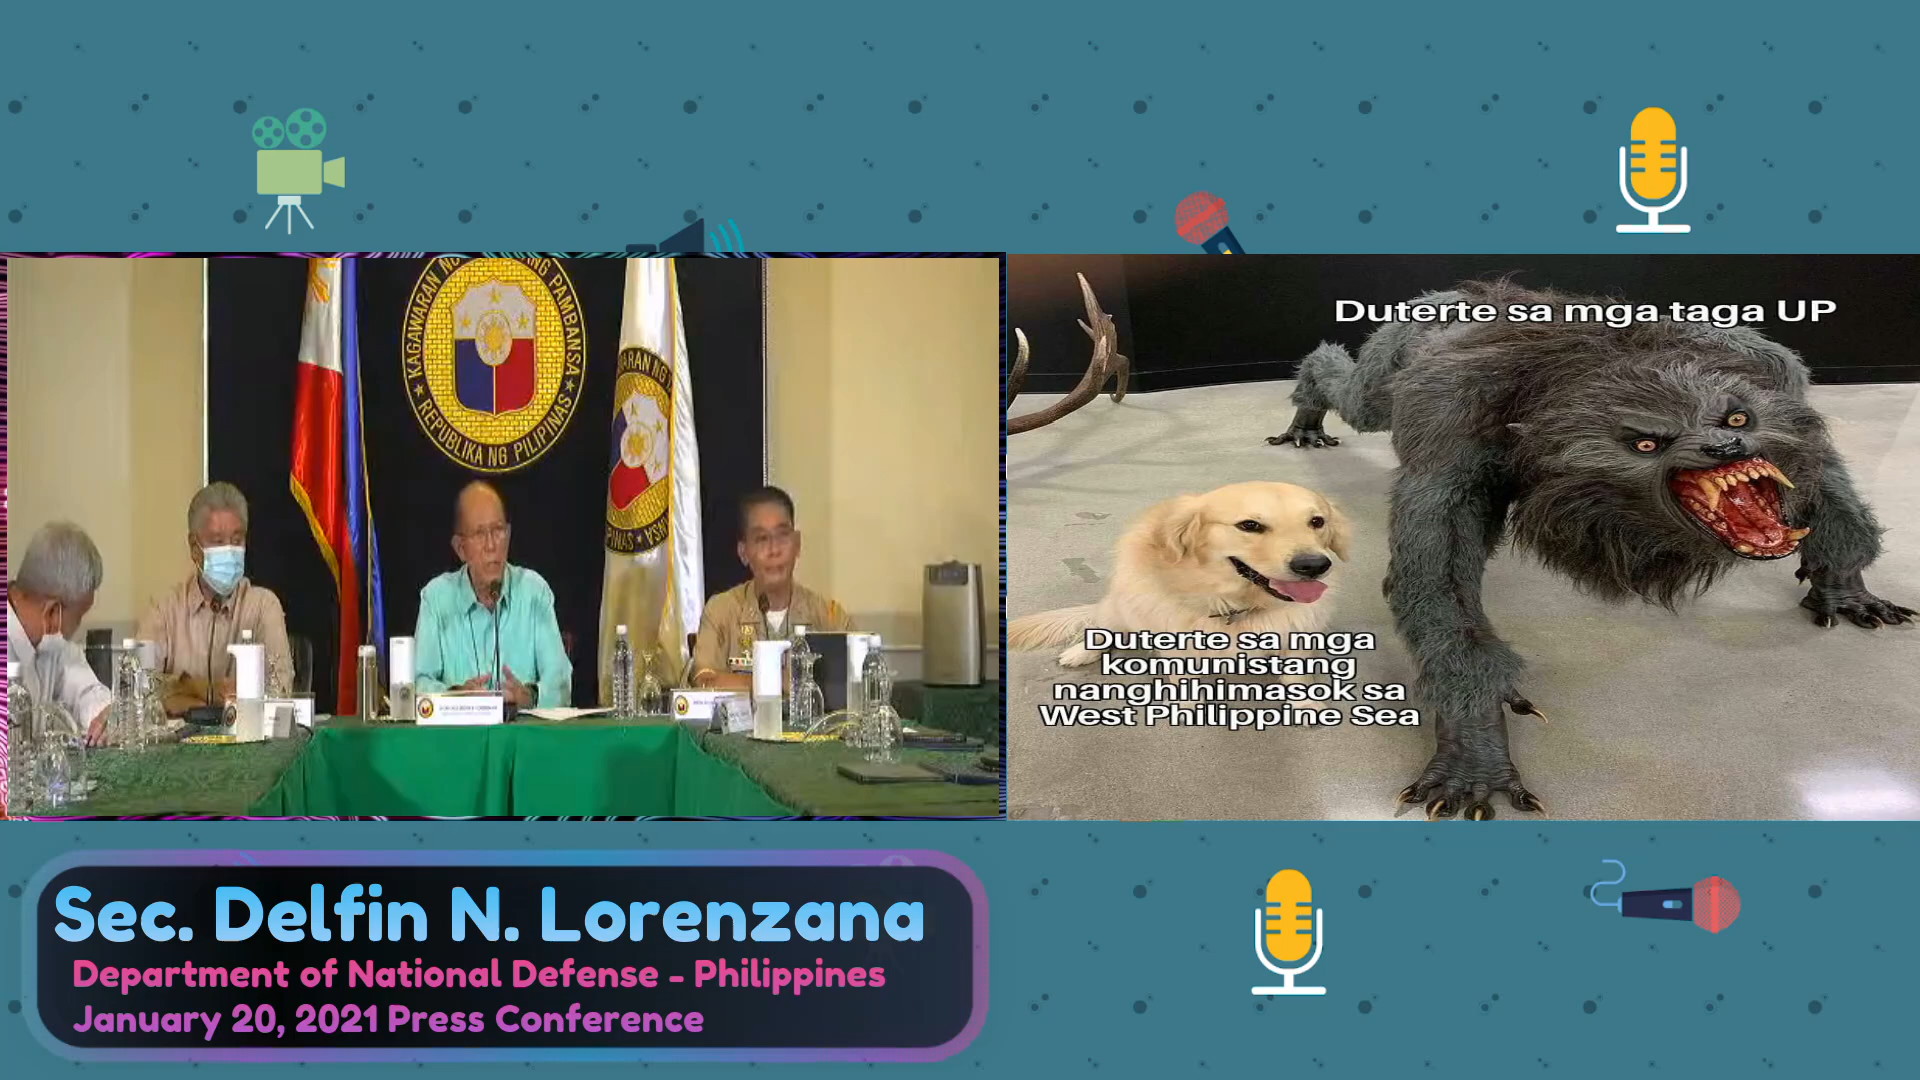 KAGAWARAN NG
NG PAMBANSA
REPUBLIKA NG PILIPINAS
Duterte sa mga taga UP
Duterte sa mga
komunistang
nanghihimasok sa
West Philippine Sea
Sec. Delfin N. Lorenzana
Department of National Defense - Philippines
January 20, 2021 Press Conference